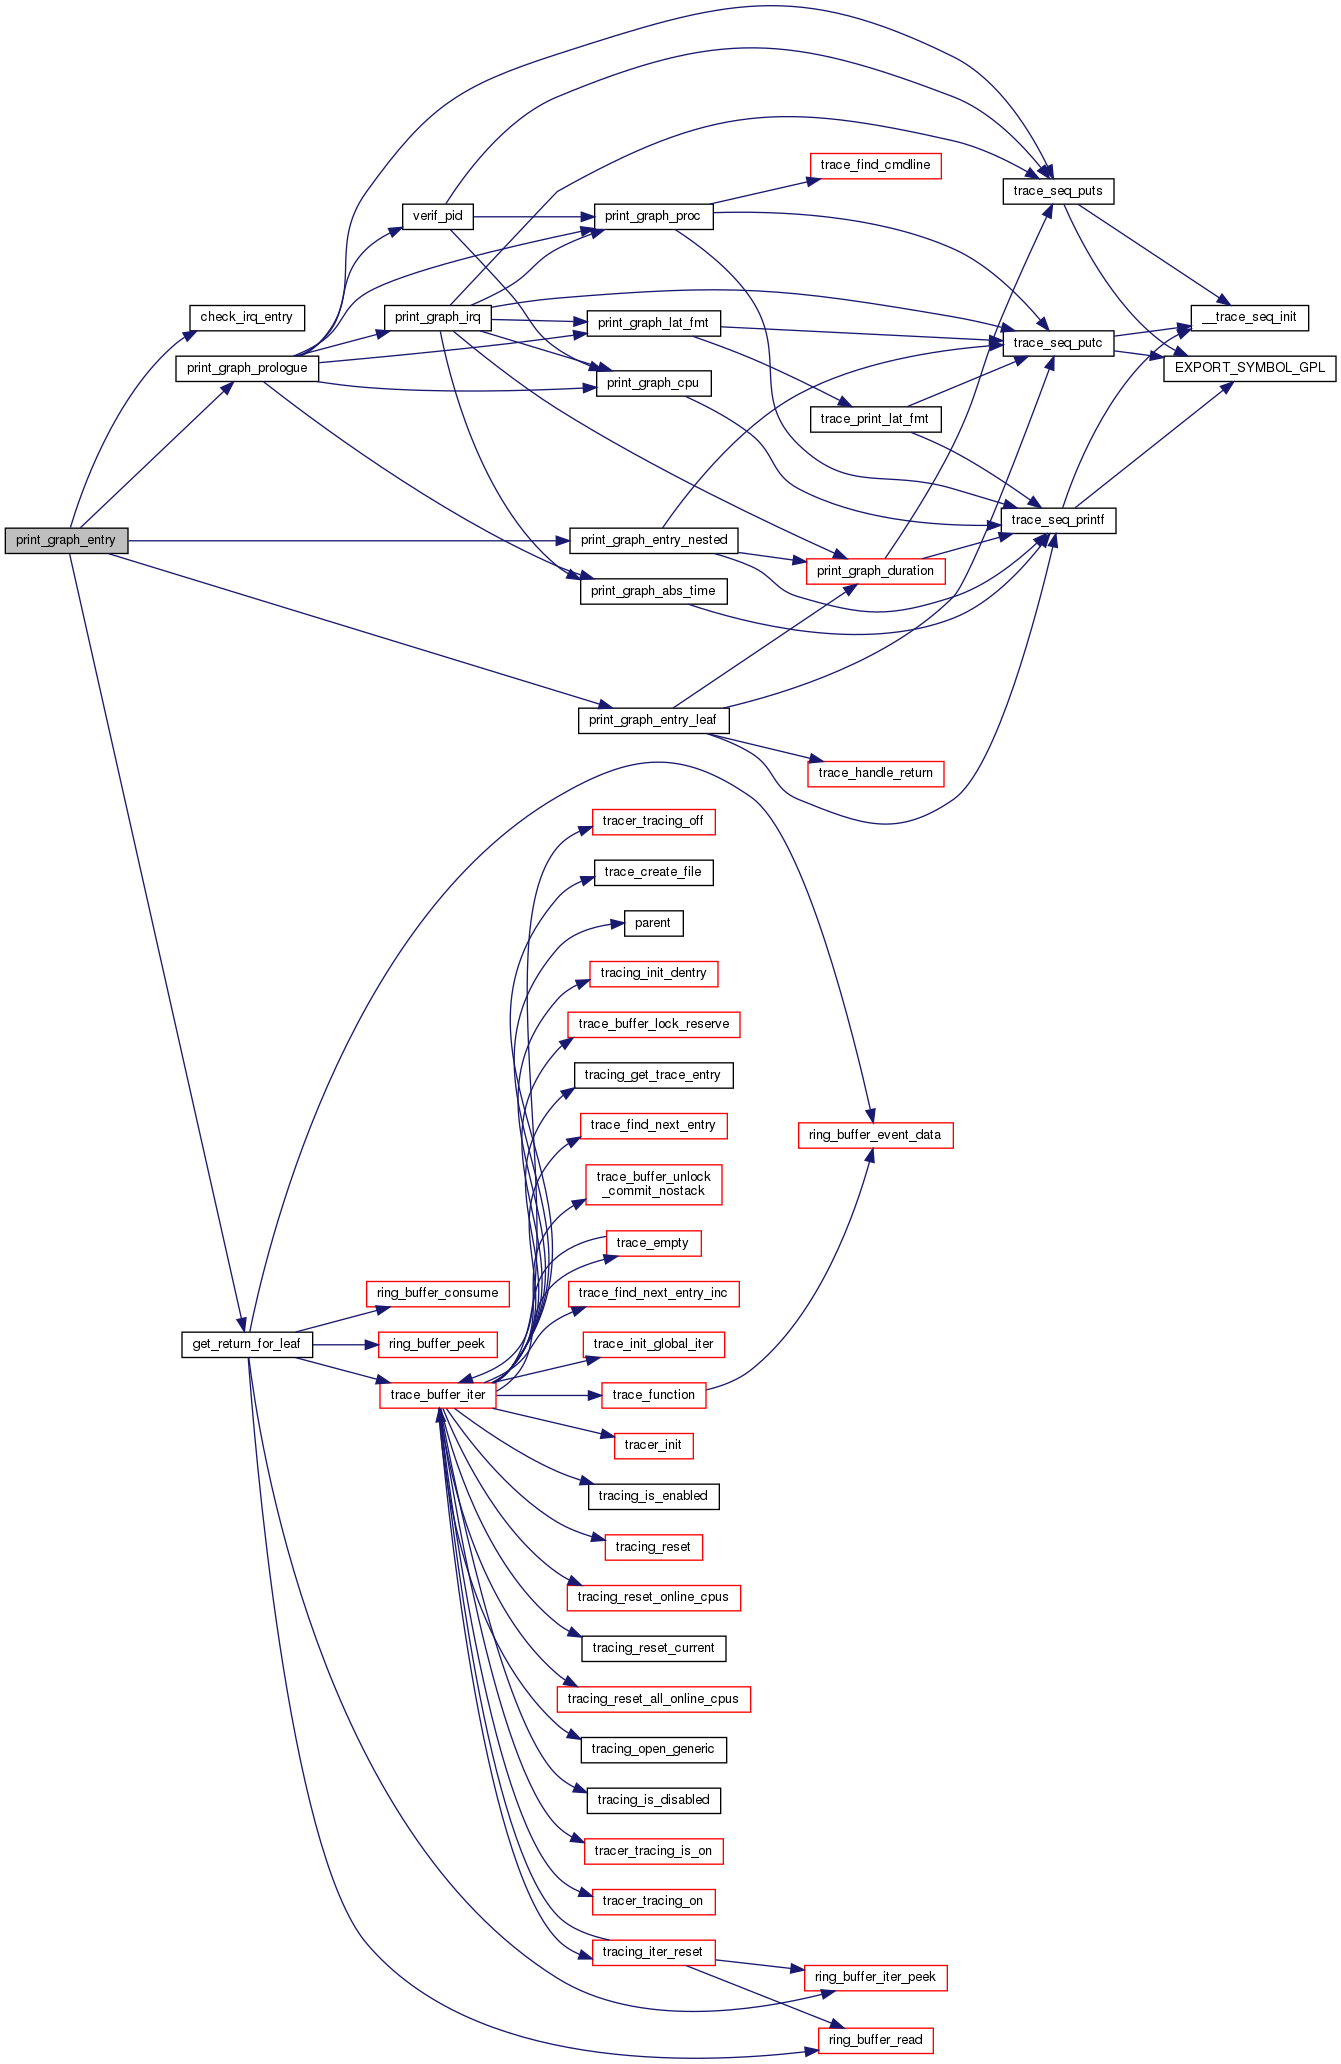 trace_find_cmdline
trace_seq_puts
verif_pid
print_graph_proc
check_irq_entry
print_graph_irq
print_graph_lat_fmt
__trace_seq_init
trace_seq_putc
print_graph_prologue
EXPORT_SYMBOL_GPL
print_graph_cpu
trace_print_lat_fmt
trace_seq_printf
print_graph_entry
print_graph_entry_nested
print_graph_duration
print_graph_abs_time
print_graph_entry_leaf
trace_handle_return
tracer_tracing_off
trace_create_file
parent
tracing_init_dentry
trace_buffer_lock_reserve
tracing_get_trace_entry
trace_find_next_entry
ring_buffer_event_data
trace_buffer_unlock
_commit_nostack
trace_empty
ring_buffer_consume
trace_find_next_entry_inc
get_return_for_leaf
ring_buffer_peek
trace_init_global_iter
trace_buffer_iter
trace_function
tracer_init
tracing_is_enabled
tracing_reset
tracing_reset_online_cpus
tracing_reset_current
tracing_reset_all_online_cpus
tracing_open_generic
tracing_is_disabled
tracer_tracing_is_on
tracer_tracing_on
tracing_iter_reset
ring_buffer_iter_peek
ring_buffer_read